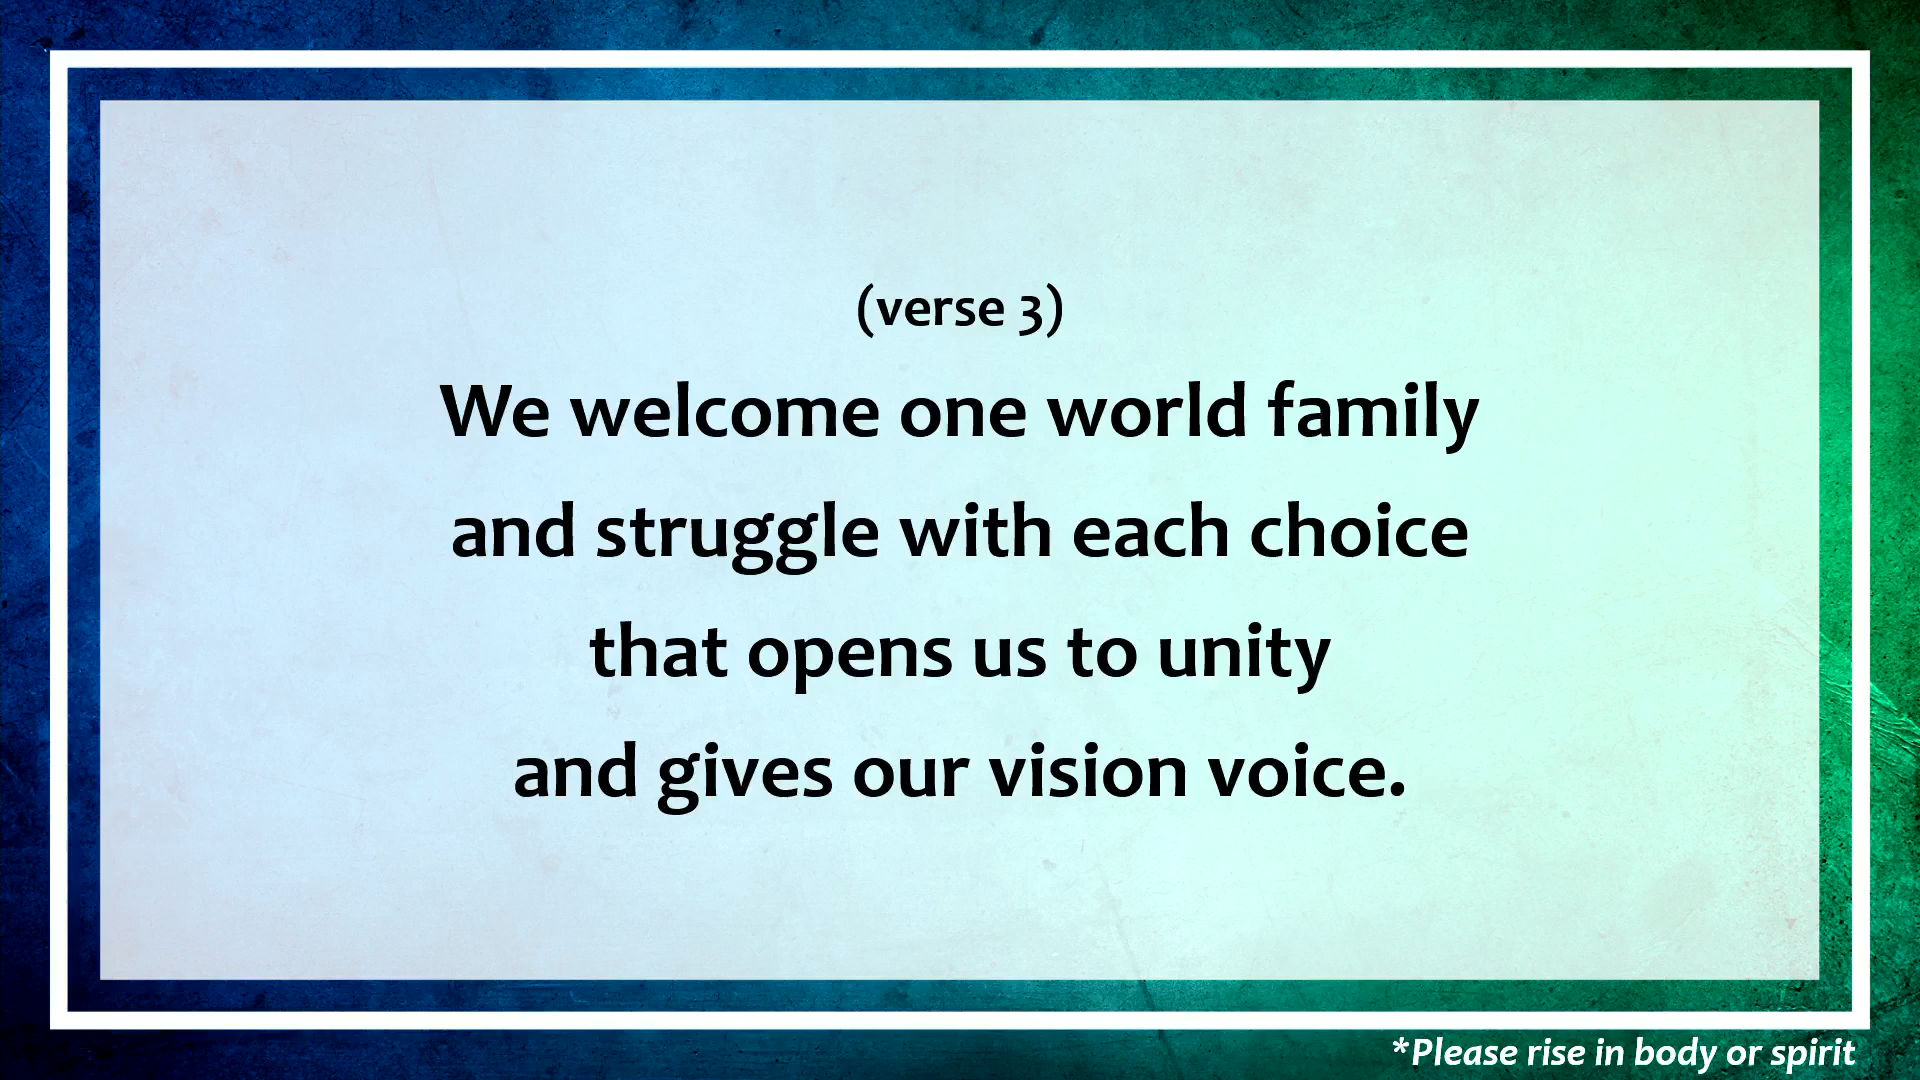 (verse 3)
We welcome one world family
and struggle with each choice
that opens us to unity
and gives our vision voice.
*Please rise in body or spirit